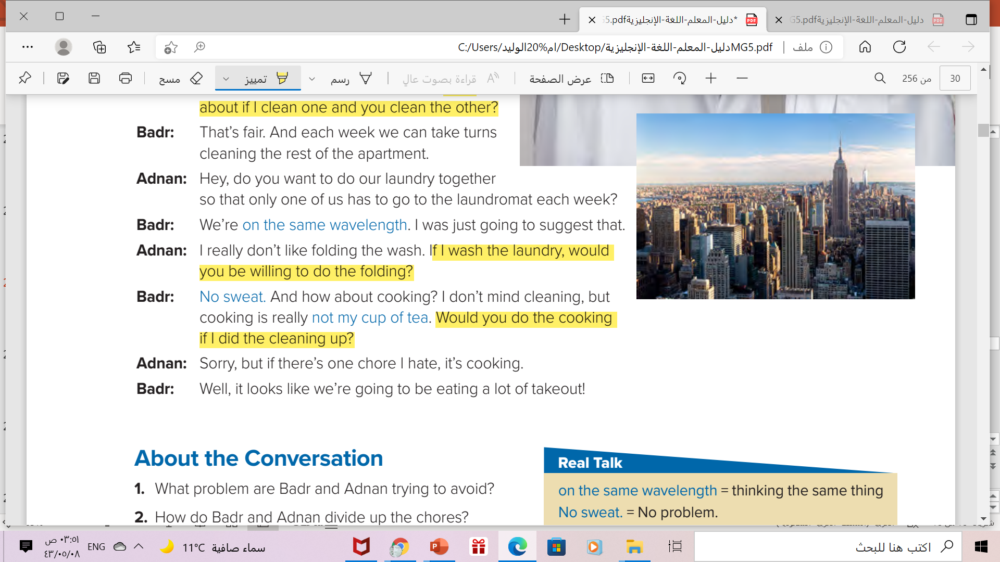 دليل-المعلم-اللغة-الإنجليزيةG5.pdf
*دليل-المعلم-اللغة-الإنجليزية5.pdf
ملف
C:/Users/ام%20الوليد/Desktop/دليل-المعلم-اللغة-الإنجليزيةMG5.pdf
30 من 256
عرض الصفحة
قراءة بصوت عالٍ
رسم
تمييز
مسح
about if I clean one and you clean the other?
Badr: That's fair. And each week we can take turns
cleaning the rest of the apartment.
Adnan: Hey, do you want to do our laundry together
so that only one of us has to go to the laundromat each week?
Badr: We're on the same wavelength. I was just going to suggest that.
Adnan: I really don't like folding the wash. If I wash the laundry, would
you be willing to do the folding?
Badr: No sweat. And how about cooking? I don't mind cleaning, but
cooking is really not my cup of tea. Would you do the cooking
if I did the cleaning up?
Adnan: Sorry, but if there's one chore I hate, it's cooking.
Badr: Well, it looks like we're going to be eating a lot of takeout!
About the Conversation
1. What problem are Badr and Adnan trying to avoid?
2. How do Badr and Adnan divide up the chores?
Real Talk
on the same wavelength = thinking the same thing
No sweat. = No problem.
اكتب هنا للبحث
سماء صافية 11°C
ENG
٠٣:٥١ ص
٤٣/٠٥/٠٨